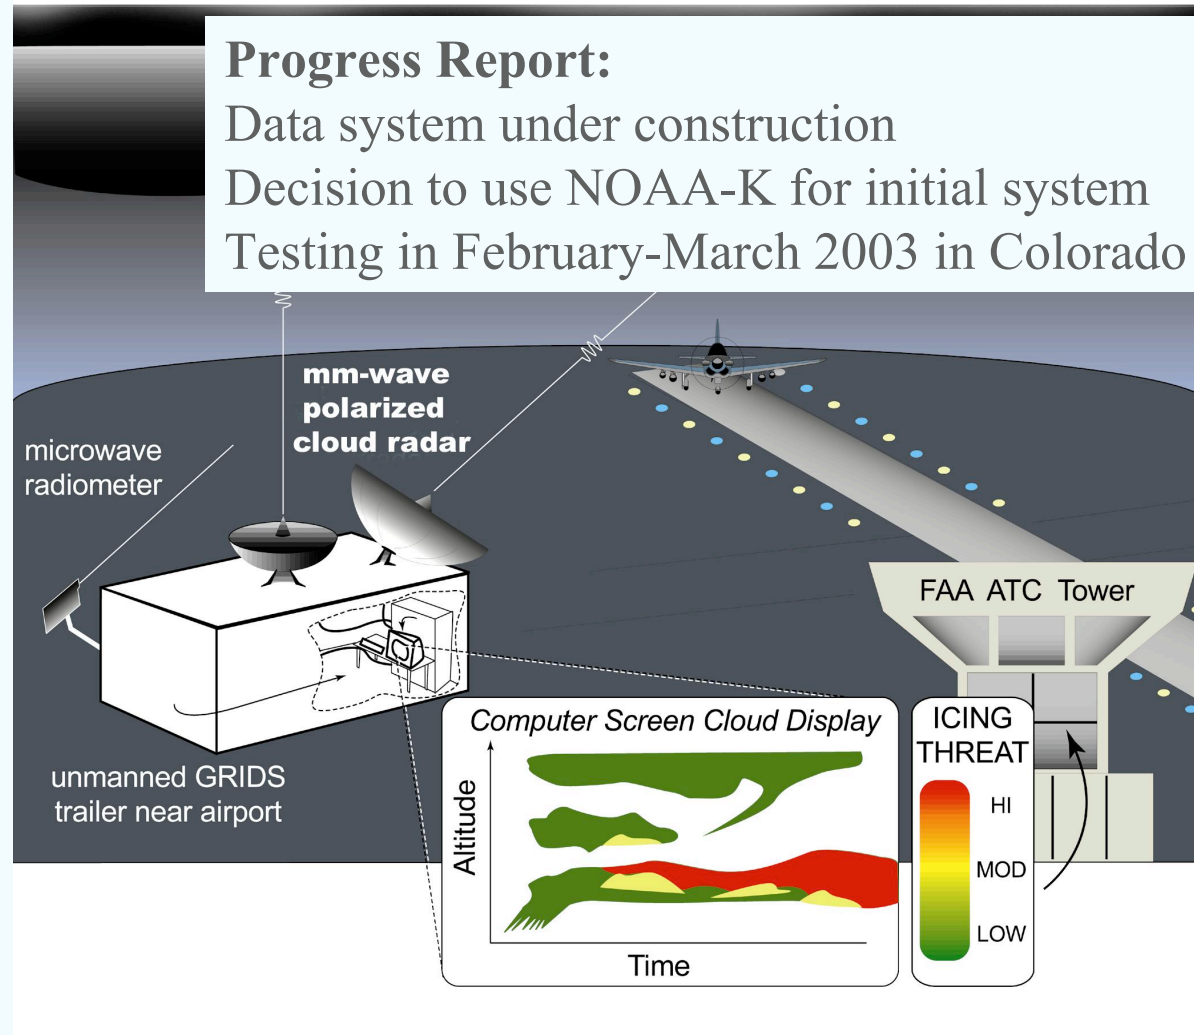 Progress Report:
Data system under construction
Decision to use NOAA-K for initial system
Testing in February-March 2003 in Colorado
mm-wave
polarized
cloud radar
microwave
radiometer
FAA ATC Tower
unmanned GRIDS
trailer near airport
Computer Screen Cloud Display
Altitude
Time
ICING
THREAT
HI
MOD
LOW